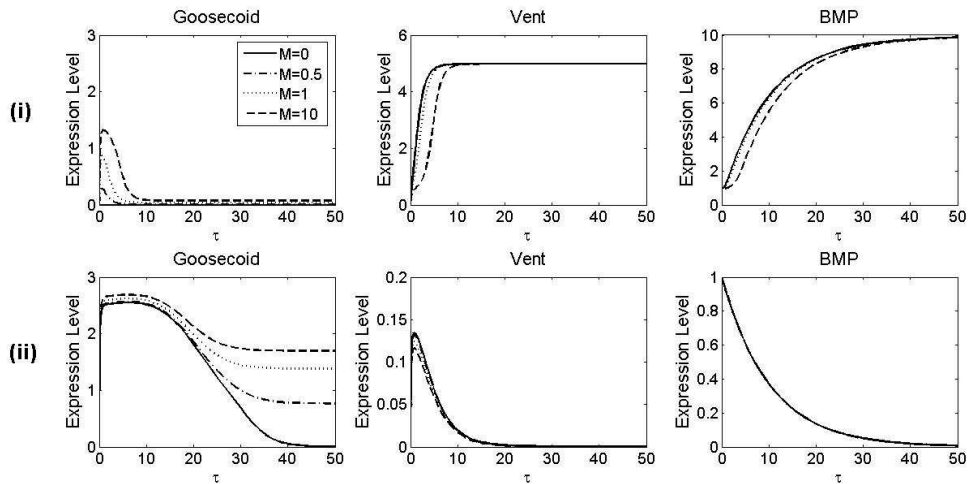 Goosecoid
Vent
BMP
(i)
Expression Level
3
2
1
0
M=0
M=0.5
M=1
M=10
0 10 20 30 40 50
τ
Expression Level
6
4
2
0
0 10 20 30 40 50
τ
Expression Level
10
8
6
4
2
0
0 10 20 30 40 50
τ
Goosecoid
Vent
BMP
(ii)
Expression Level
3
2
1
0
0 10 20 30 40 50
τ
Expression Level
0.2
0.15
0.1
0.05
0
0 10 20 30 40 50
τ
Expression Level
1
0.8
0.6
0.4
0.2
0
0 10 20 30 40 50
τ